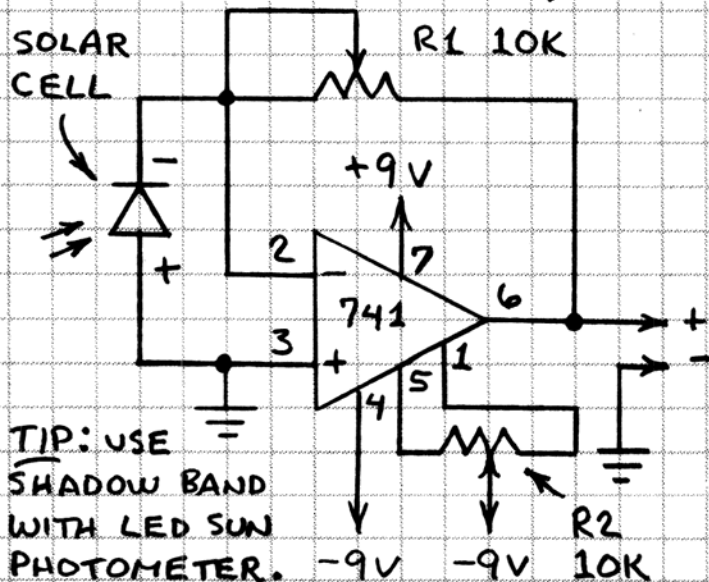 SOLAR
CELL
R1 10K
+9V
-
+
2
7
-
741
6
3
+
1
5
4
+
-
TIP: USE
SHADOW BAND
WITH LED SUN
PHOTOMETER.
-9V
-9V
R2
10K